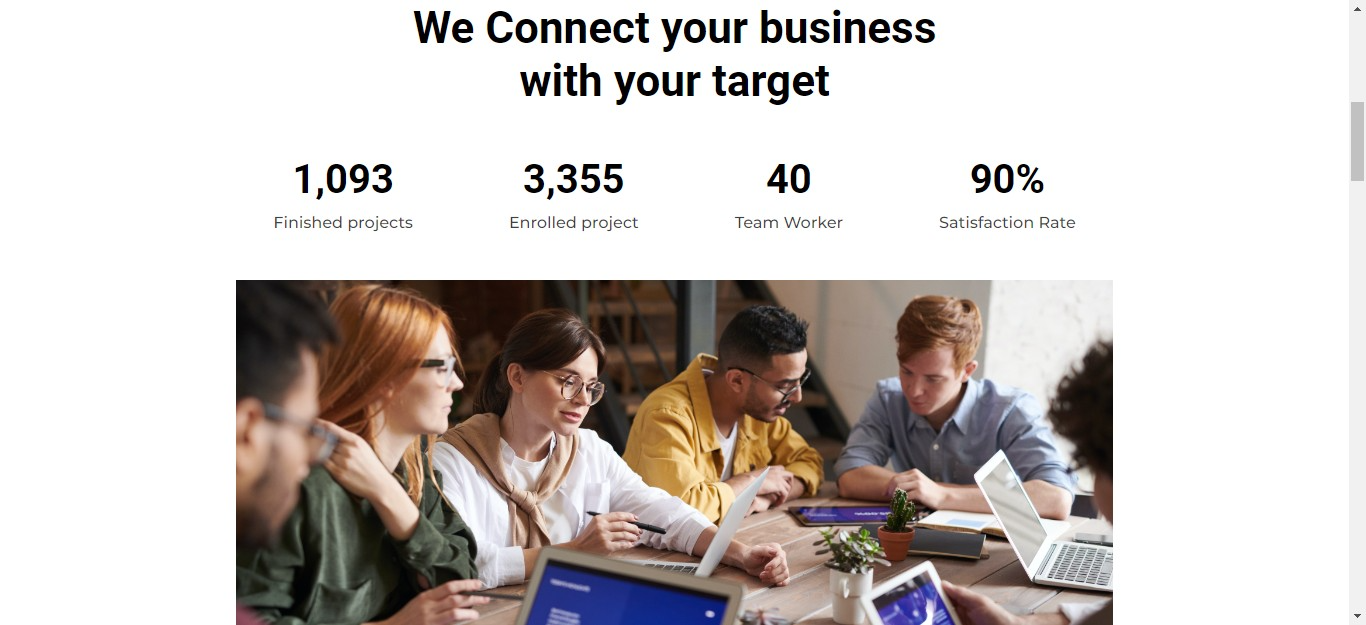 We Connect your business
with your target
1,093
Finished projects
3,355
Enrolled project
40
Team Worker
90%
Satisfaction Rate